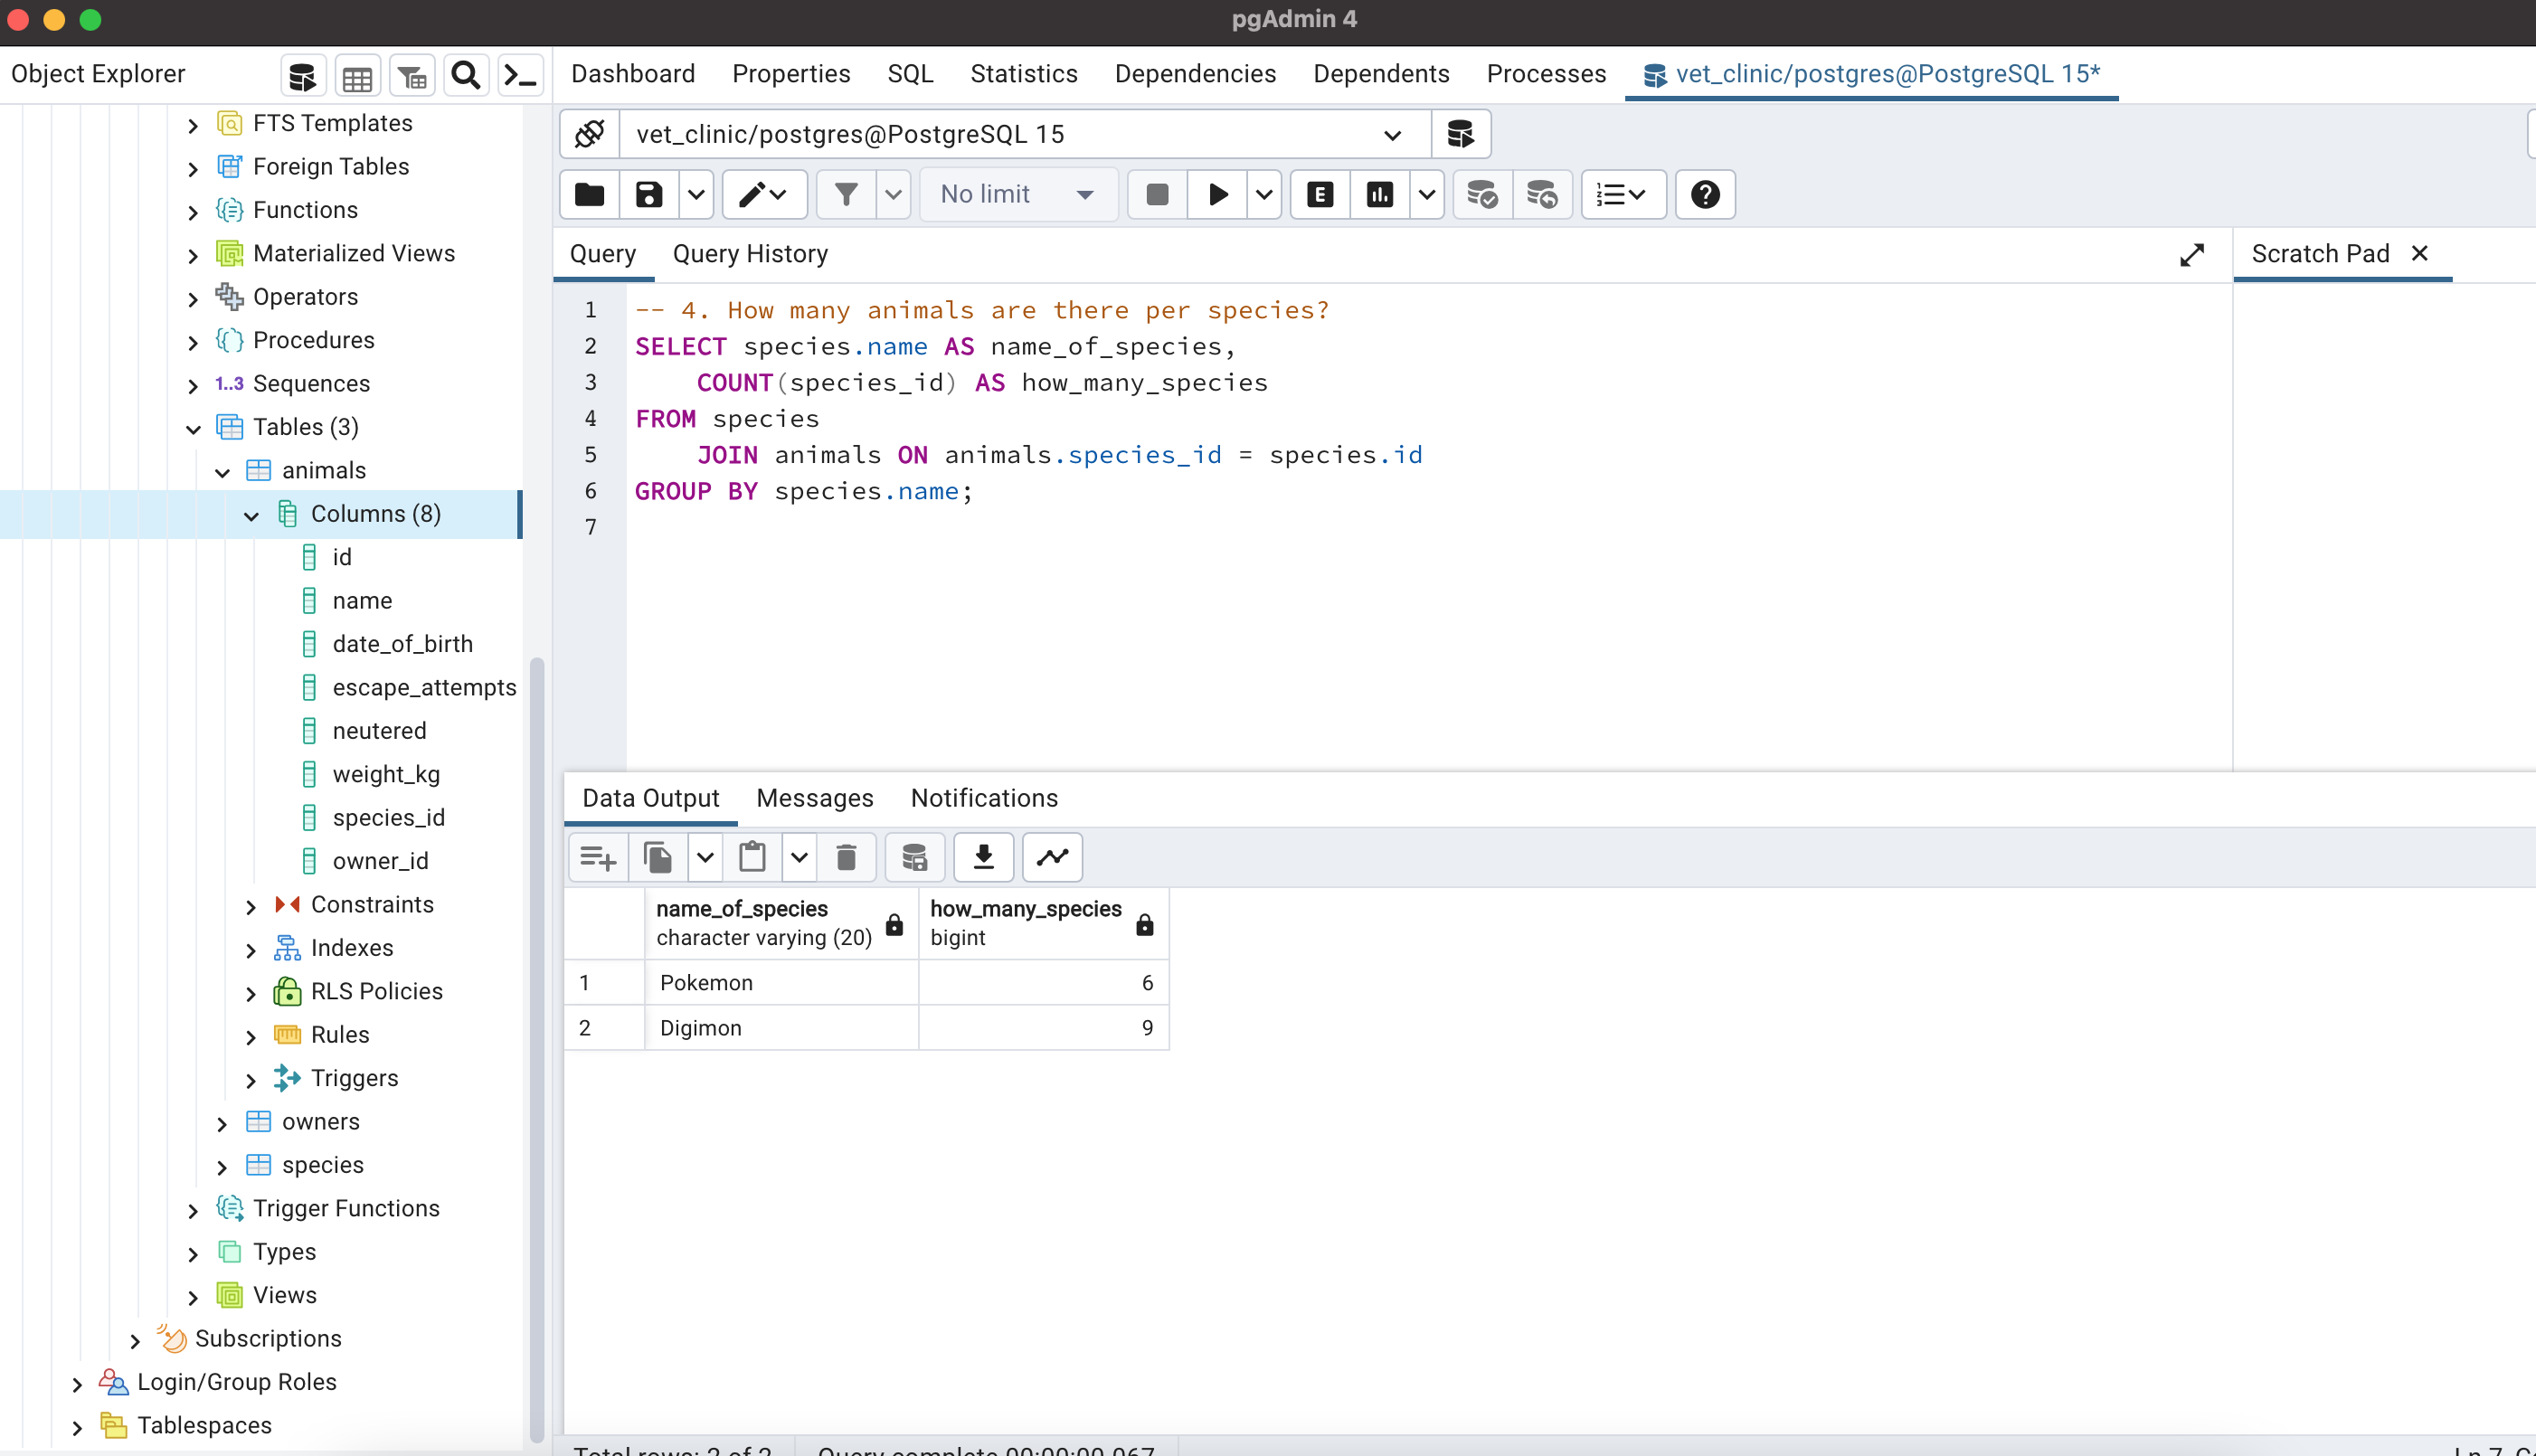 pgAdmin 4
Object Explorer
Dashboard Properties SQL Statistics Dependencies Dependents Processes vet_clinic/postgres@PostgreSQL 15*
FTS Templates
Foreign Tables
Functions
Materialized Views
Operators
Procedures
1..3 Sequences
Tables (3)
animals
Columns (8)
id
name
date_of_birth
escape_attempts
neutered
weight_kg
species_id
owner_id
Constraints
Indexes
RLS Policies
Rules
Triggers
owners
species
Trigger Functions
Types
Views
Subscriptions
Login/Group Roles
Tablespaces
vet_clinic/postgres@PostgreSQL 15
No limit
E
Query Query History
Scratch Pad
1 -- 4. How many animals are there per species?
2 SELECT species.name AS name_of_species,
3 COUNT(species_id) AS how_many_species
4 FROM species
5 JOIN animals ON animals.species_id = species.id
6 GROUP BY species.name;
7
Data Output Messages Notifications
name_of_species how_many_species
character varying (20) bigint
1 Pokemon 6
2 Digimon 9
Total rows: 2 of 2 Query complete 00:00:00.067